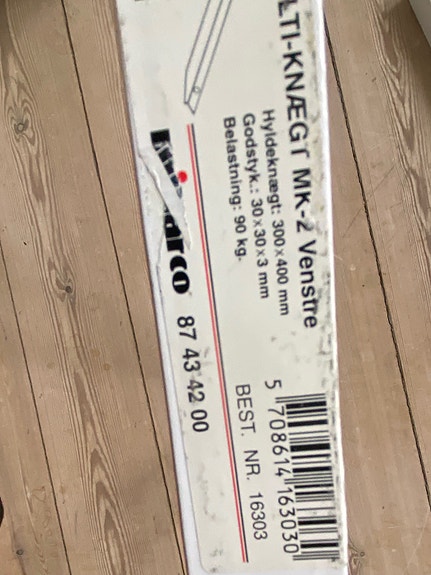 LTI-KNÆGT MK-2 Venstre
Hyldeknægt: 300 x 400 mm
Godstyk.: 30 x 30 x 3 mm
Belastning: 90 kg.
87 43 42 00
BEST. NR. 16303
5 708614 163030